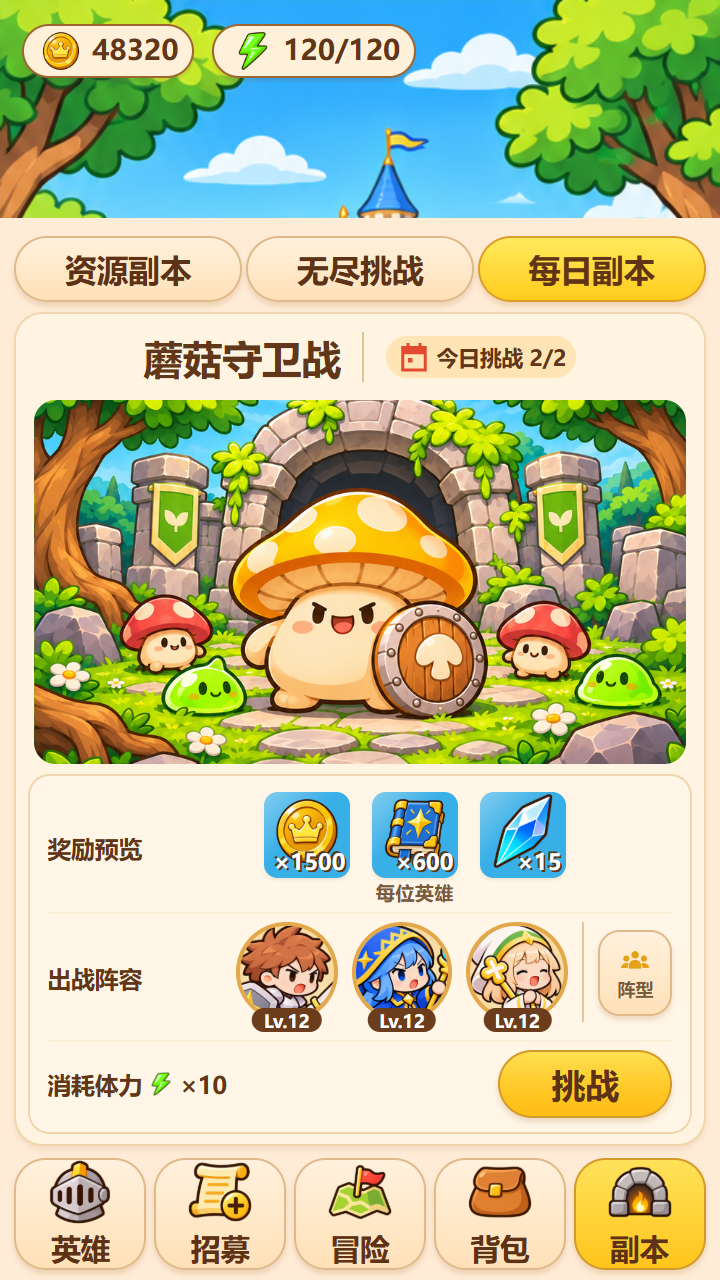 48320 120/120
资源副本 无尽挑战 每日副本
蘑菇守卫战 今日挑战 2/2
奖励预览 ×1500 ×600 ×15
每位英雄
出战阵容 阵型
Lv.12 Lv.12 Lv.12
消耗体力 ×10 挑战
英雄 招募 冒险 背包 副本